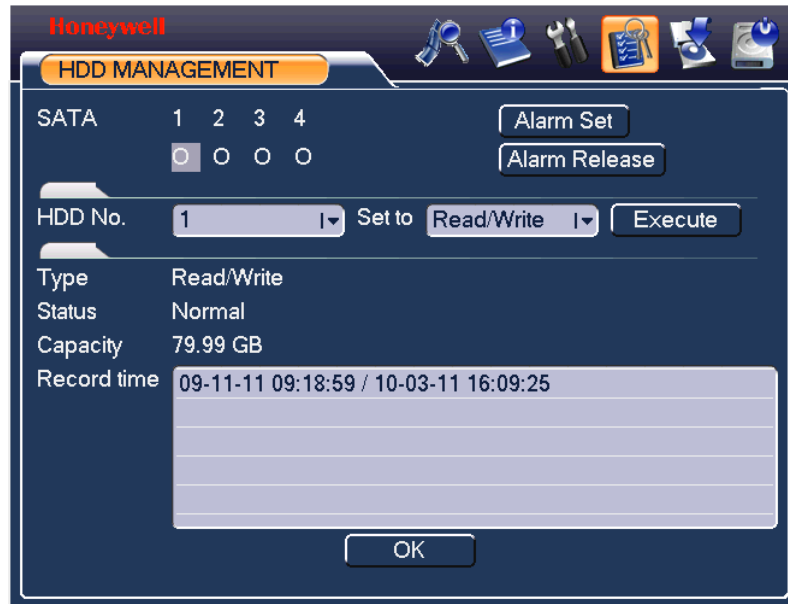 Honeywell
HDD MANAGEMENT
SATA 1 2 3 4 Alarm Set
O O O O Alarm Release
HDD No. 1 Set to Read/Write Execute
Type Read/Write
Status Normal
Capacity 79.99 GB
Record time 09-11-11 09:18:59 / 10-03-11 16:09:25
OK